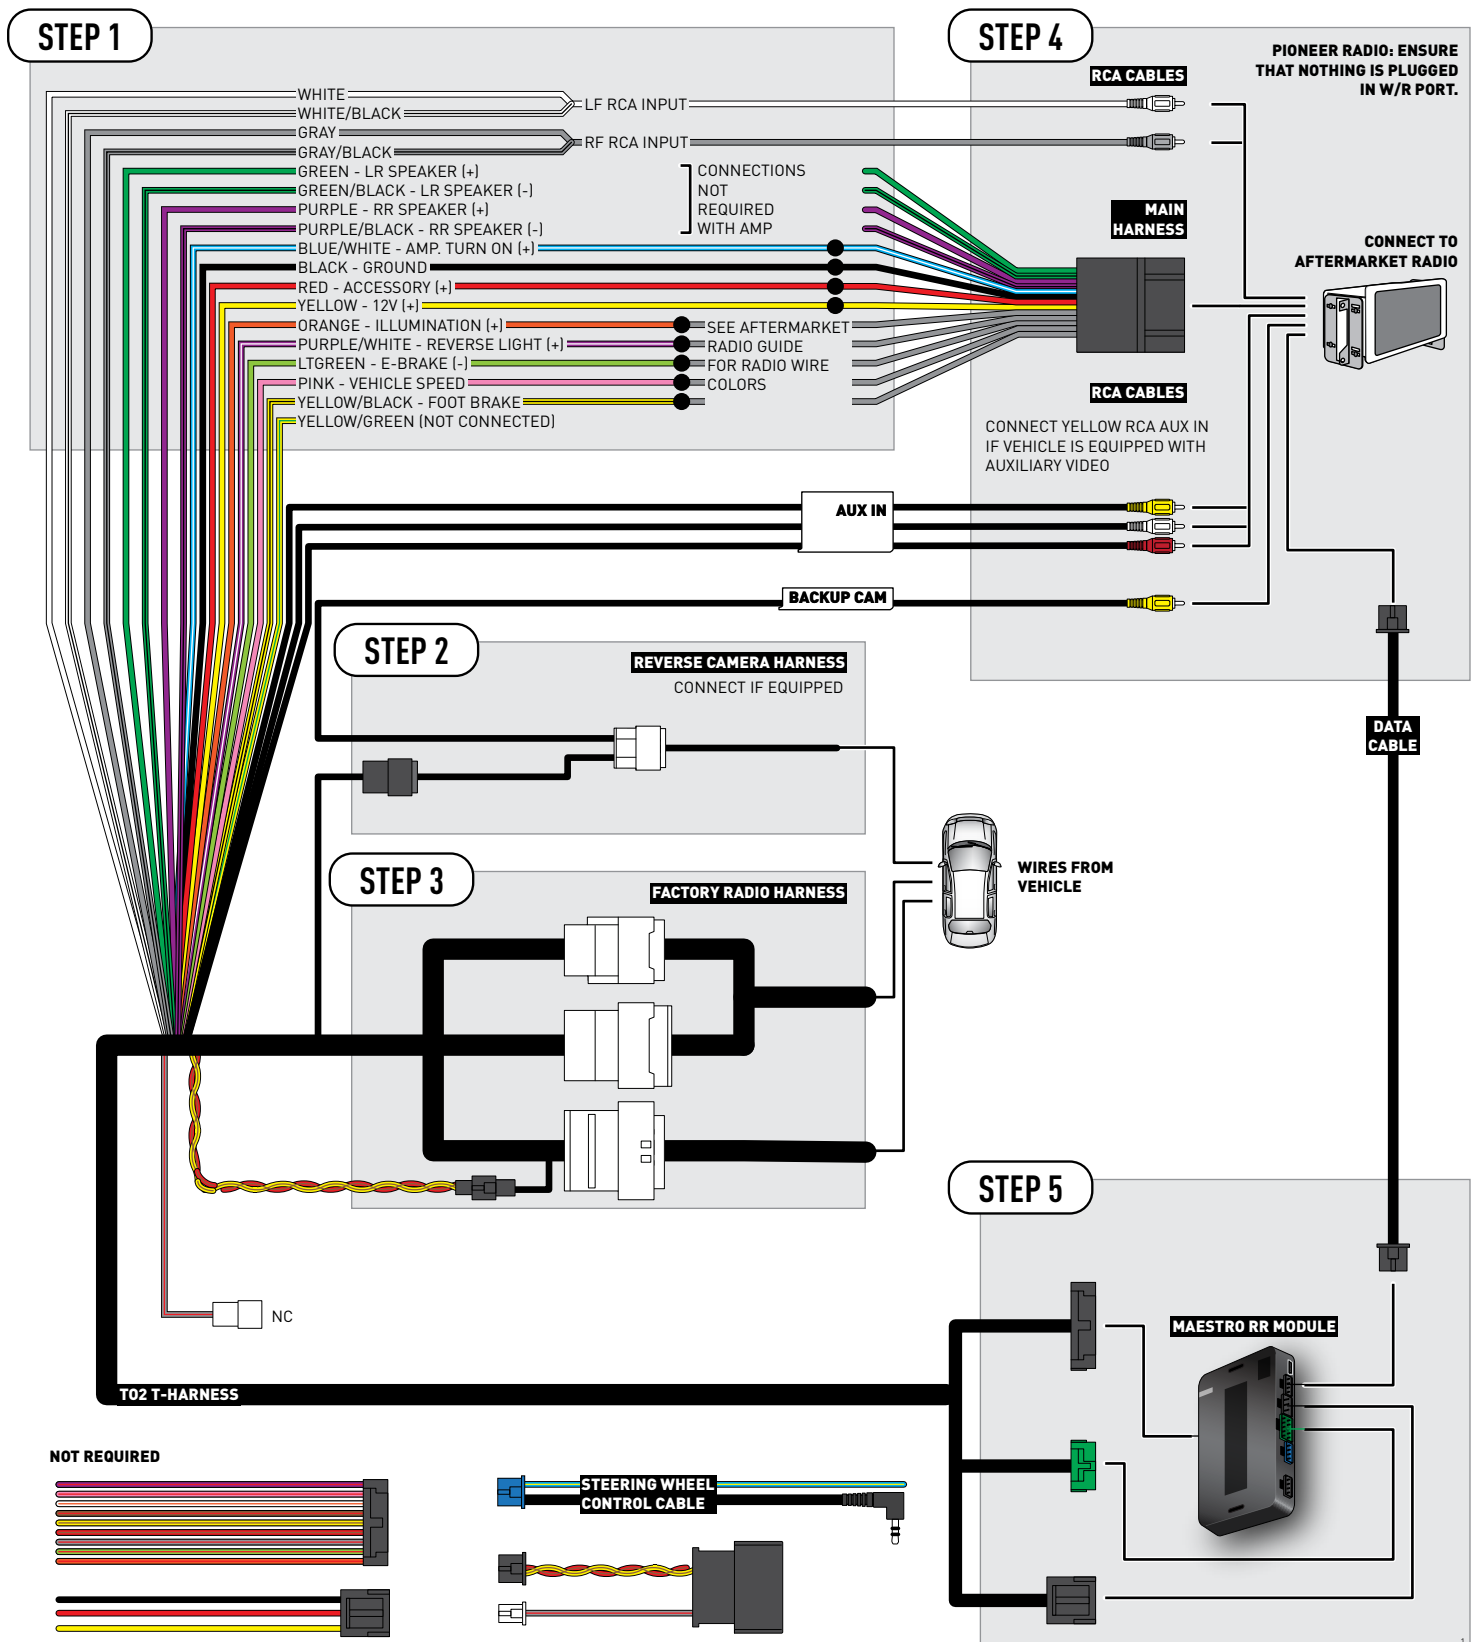 STEP 1
WHITE
WHITE/BLACK
LF RCA INPUT
GRAY
GRAY/BLACK
RF RCA INPUT
GREEN - LR SPEAKER (+)
GREEN/BLACK - LR SPEAKER (-)
PURPLE - RR SPEAKER (+)
PURPLE/BLACK - RR SPEAKER (-)
CONNECTIONS
NOT
REQUIRED
WITH AMP
BLUE/WHITE - AMP. TURN ON (+)
BLACK - GROUND
RED - ACCESSORY (+)
YELLOW - 12V (+)
ORANGE - ILLUMINATION (+)
PURPLE/WHITE - REVERSE LIGHT (+)
LTGREEN - E-BRAKE (-)
PINK - VEHICLE SPEED
YELLOW/BLACK - FOOT BRAKE
YELLOW/GREEN (NOT CONNECTED)
SEE AFTERMARKET
RADIO GUIDE
FOR RADIO WIRE
COLORS
STEP 4
PIONEER RADIO: ENSURE
THAT NOTHING IS PLUGGED
IN W/R PORT.
RCA CABLES
MAIN
HARNESS
CONNECT TO
AFTERMARKET RADIO
RCA CABLES
CONNECT YELLOW RCA AUX IN
IF VEHICLE IS EQUIPPED WITH
AUXILIARY VIDEO
AUX IN
BACKUP CAM
STEP 2
REVERSE CAMERA HARNESS
CONNECT IF EQUIPPED
DATA
CABLE
STEP 3
FACTORY RADIO HARNESS
WIRES FROM
VEHICLE
STEP 5
NC
MAESTRO RR MODULE
TO2 T-HARNESS
NOT REQUIRED
STEERING WHEEL
CONTROL CABLE